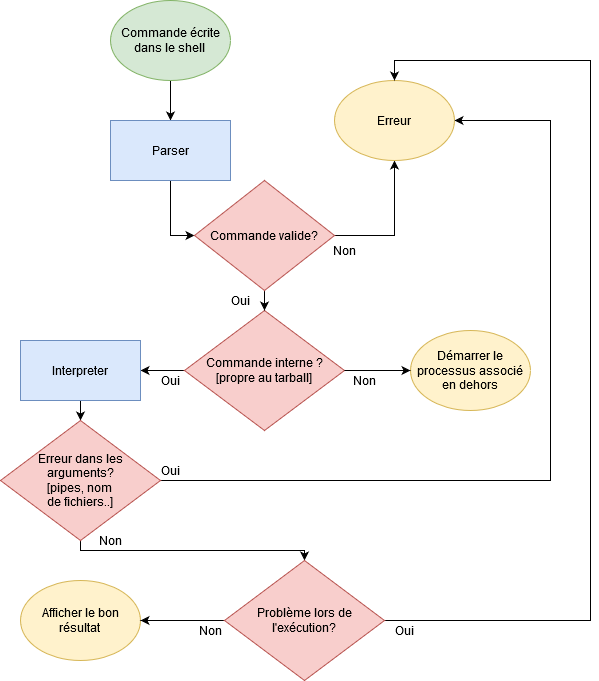 Commande écrite
dans le shell
Erreur
Parser
Commande valide?
Non
Oui
Commande interne ?
[propre au tarball]
Démarrer le
processus associé
en dehors
Interpreter
Oui
Non
Erreur dans les
arguments?
[pipes, nom
de fichiers..]
Oui
Non
Afficher le bon
résultat
Problème lors de
l'exécution?
Non
Oui